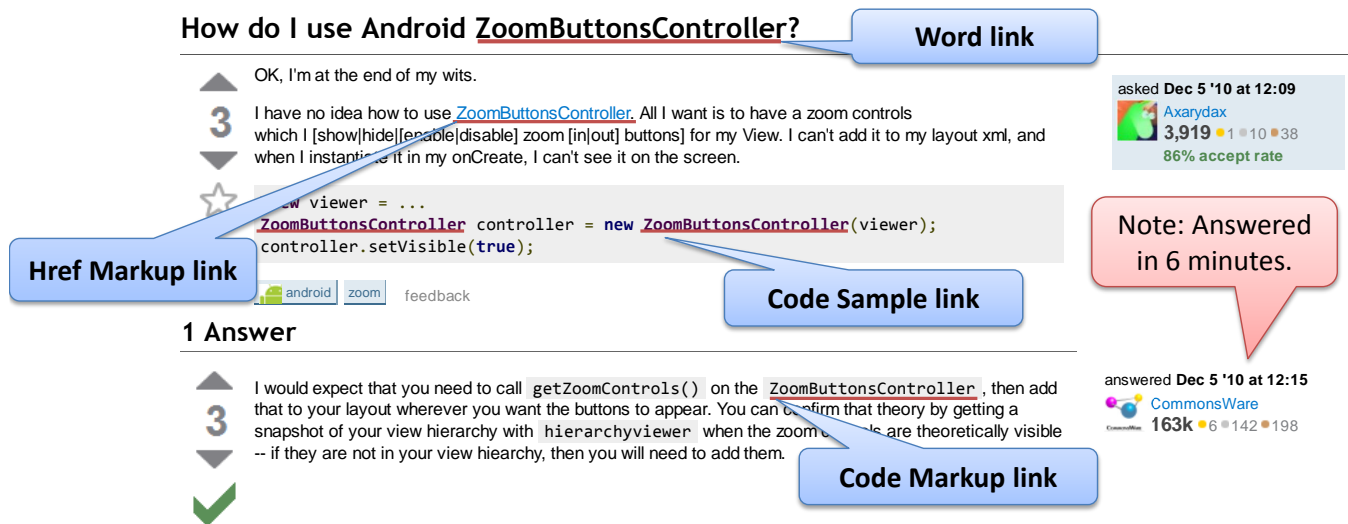 How do I use Android ZoomButtonsController?
Word link
OK, I'm at the end of my wits.
3
I have no idea how to use ZoomButtonsController. All I want is to have a zoom controls
which I [show|hide|[enable|disable] zoom [in|out] buttons] for my View. I can't add it to my layout xml, and
when I instantiate it in my onCreate, I can't see it on the screen.
asked Dec 5 '10 at 12:09
Axarydax
3,919 1 10 38
86% accept rate
viewer = ...
ZoomButtonsController controller = new ZoomButtonsController(viewer);
controller.setVisible(true);
Href Markup link
Code Sample link
Note: Answered
in 6 minutes.
android zoom feedback
1 Answer
3
I would expect that you need to call getZoomControls() on the ZoomButtonsController , then add
that to your layout wherever you want the buttons to appear. You can confirm that theory by getting a
snapshot of your view hierarchy with hierarchyviewer when the zoom controls are theoretically visible
-- if they are not in your view hiearchy, then you will need to add them.
Code Markup link
answered Dec 5 '10 at 12:15
CommonsWare
CommonsWare
163k 6 142 198